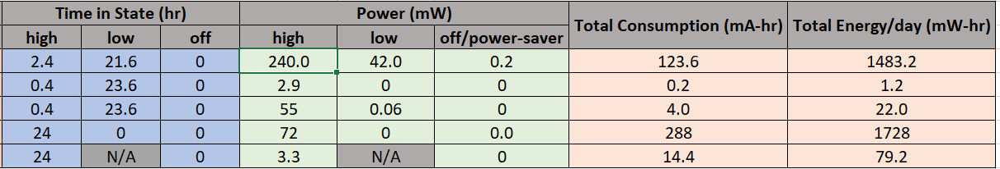 Time in State (hr) Power (mW) Total Consumption (mA-hr) Total Energy/day (mW-hr)
high low off high low off/power-saver
2.4 21.6 0 240.0 42.0 0.2 123.6 1483.2
0.4 23.6 0 2.9 0 0 0.2 1.2
0.4 23.6 0 55 0.06 0 4.0 22.0
24 0 0 72 0 0.0 288 1728
24 N/A 0 3.3 N/A 0 14.4 79.2